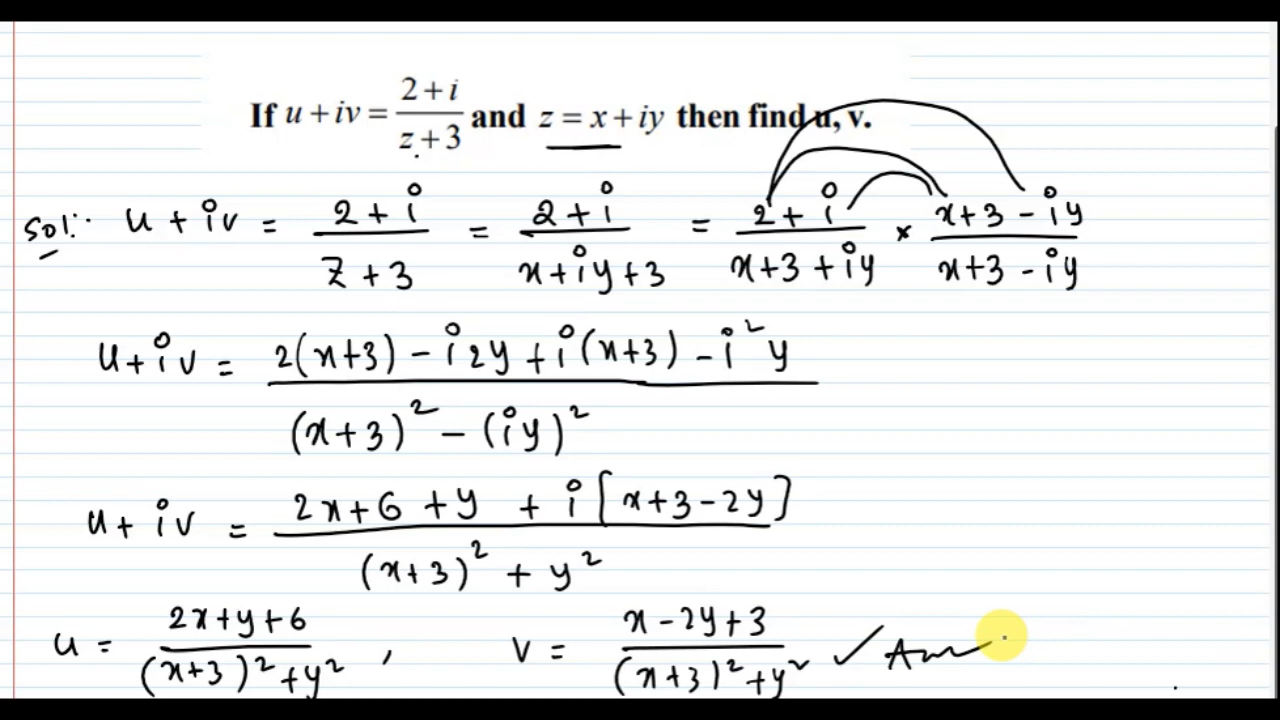 If u + iv = 2 + i / z + 3 and z = x + iy then find u, v.
Sol: u + iv = 2 + i / z + 3 = 2 + i / x + iy + 3 = 2 + i / x + 3 + iy × x + 3 - iy / x + 3 - iy
u + iv = 2(x+3) - i2y + i(x+3) - i²y / (x+3)² - (iy)²
u + iv = 2x + 6 + y + i[x + 3 - 2y] / (x+3)² + y²
u = 2x + y + 6 / (x+3)² + y² , v = x - 2y + 3 / (x+3)² + y² ✓ Ans